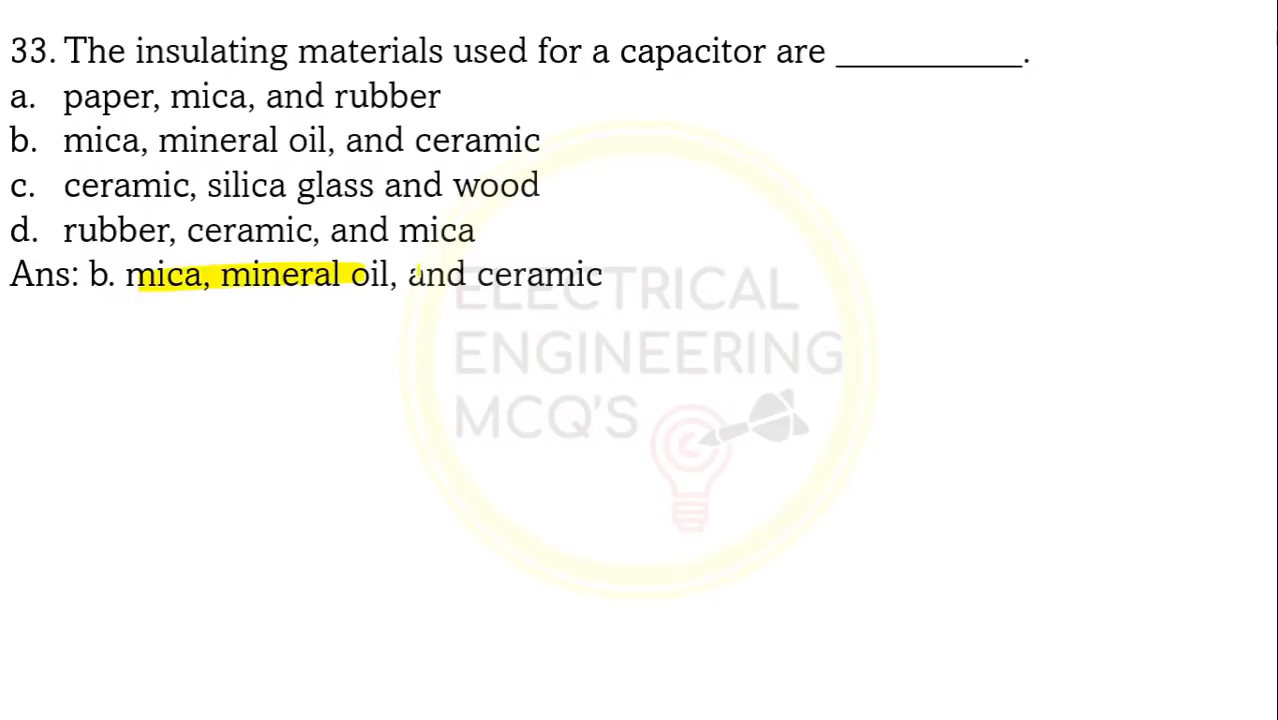 33. The insulating materials used for a capacitor are ___________.
a. paper, mica, and rubber
b. mica, mineral oil, and ceramic
c. ceramic, silica glass and wood
d. rubber, ceramic, and mica
Ans: b. mica, mineral oil, and ceramic
ELECTRICAL
ENGINEERING
MCQ'S